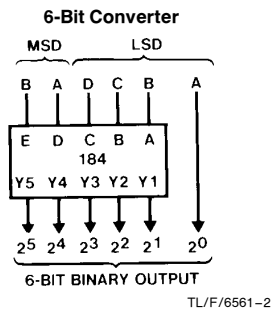 6-Bit Converter
MSD LSD
B A D C B A
E D C B A
184
Y5 Y4 Y3 Y2 Y1
2⁵ 2⁴ 2³ 2² 2¹ 2⁰
6-BIT BINARY OUTPUT
TL/F/6561–2